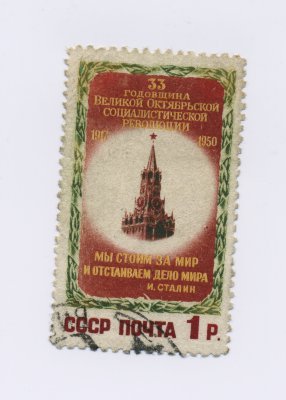 33
ГОДОВЩИНА
ВЕЛИКОЙ ОКТЯБРЬСКОЙ
СОЦИАЛИСТИЧЕСКОЙ
РЕВОЛЮЦИИ
1917 1950
МЫ СТОИМ ЗА МИР
И ОТСТАИВАЕМ ДЕЛО МИРА
И. СТАЛИН
СССР ПОЧТА 1 Р.